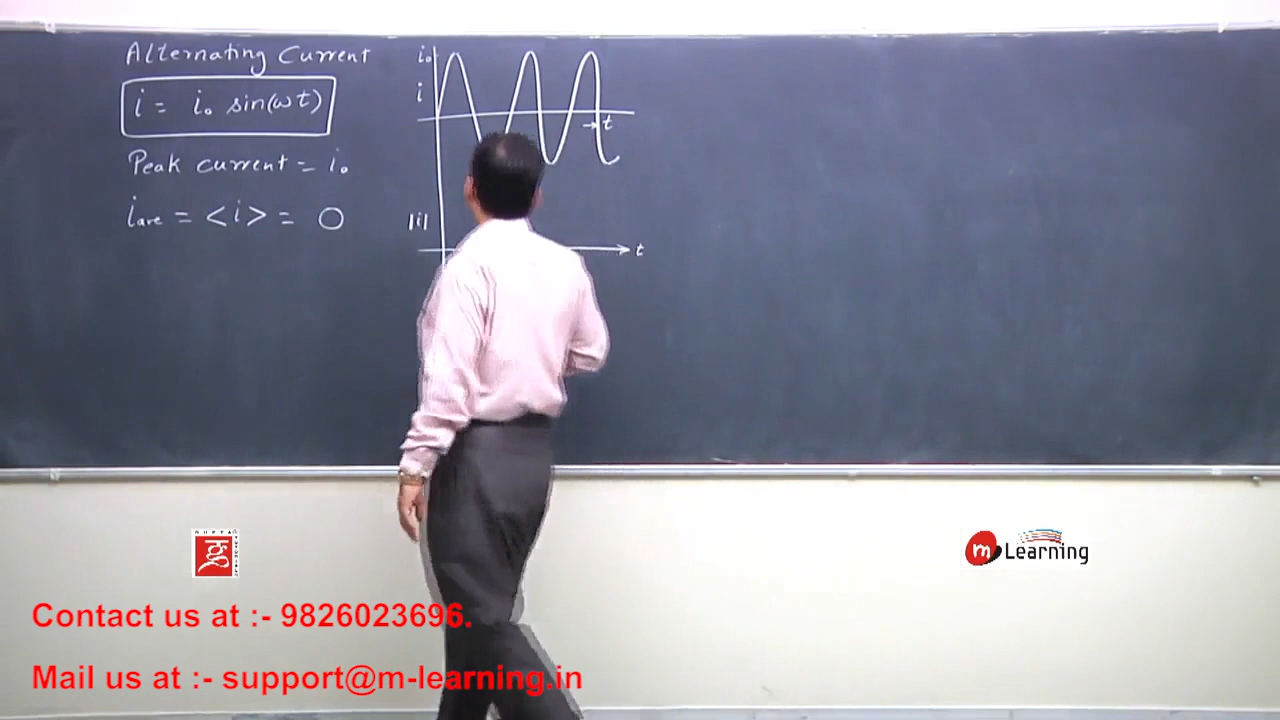 Alternating Current
i = i₀ sin(ωt)
Peak current = i₀
iave = <i> = 0
i₀
i
t
|i|
t
m Learning
Contact us at :- 9826023696.
Mail us at :- support@m-learning.in